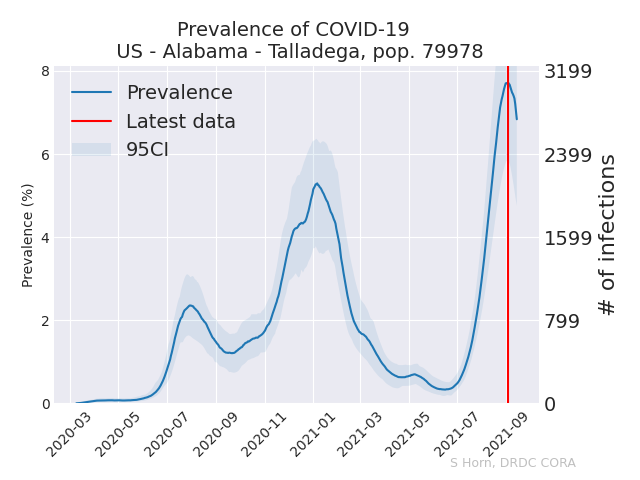 Prevalence of COVID-19
US - Alabama - Talladega, pop. 79978
Prevalence
Latest data
95CI
Prevalence (%)
8
6
4
2
0
3199
2399
1599
799
0
# of infections
2020-03
2020-05
2020-07
2020-09
2020-11
2021-01
2021-03
2021-05
2021-07
2021-09
S Horn, DRDC CORA